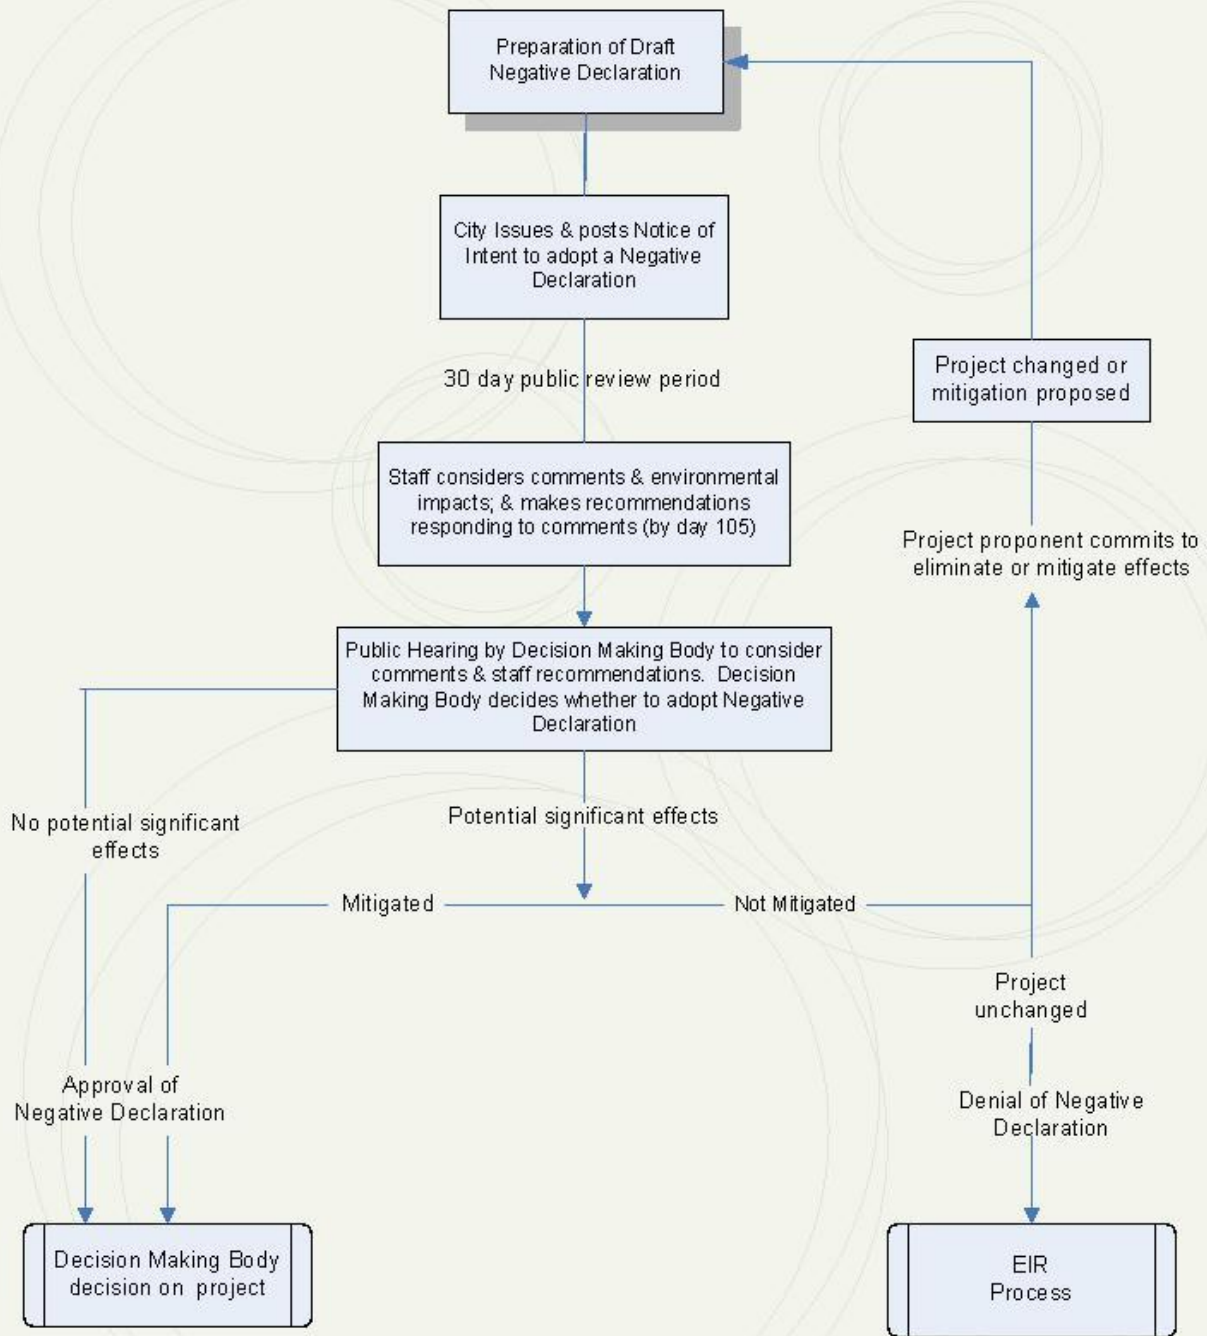 Preparation of Draft
Negative Declaration
City Issues & posts Notice of
Intent to adopt a Negative
Declaration
30 day public review period
Project changed or
mitigation proposed
Staff considers comments & environmental
impacts; & makes recommendations
responding to comments (by day 105)
Project proponent commits to
eliminate or mitigate effects
Public Hearing by Decision Making Body to consider
comments & staff recommendations. Decision
Making Body decides whether to adopt Negative
Declaration
No potential significant
effects
Potential significant effects
Mitigated
Not Mitigated
Project
unchanged
Approval of
Negative Declaration
Denial of Negative
Declaration
Decision Making Body
decision on project
EIR
Process